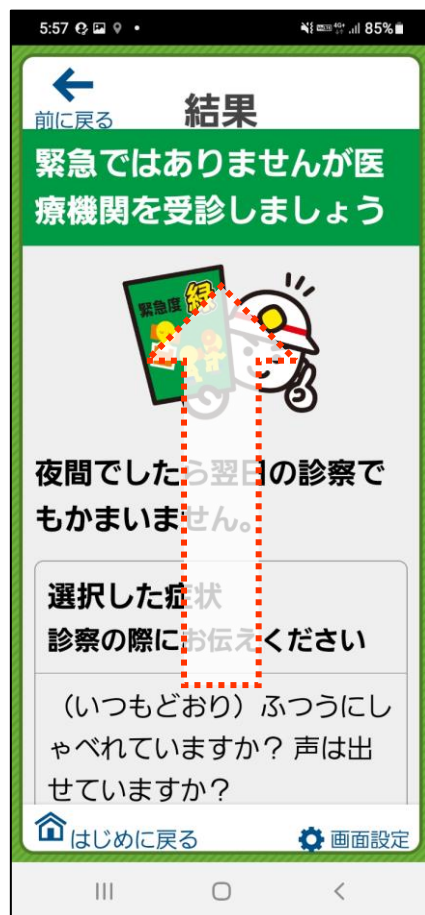 5:57
4G+
85%
前に戻る
結果
緊急ではありませんが医
療機関を受診しましょう
緊急度 緑
夜間でしたら翌日の診察で
もかまいません。
選択した症状
診察の際にお伝えください
（いつもどおり）ふつうにし
ゃべれていますか？ 声は出
せていますか？
はじめに戻る
画面設定